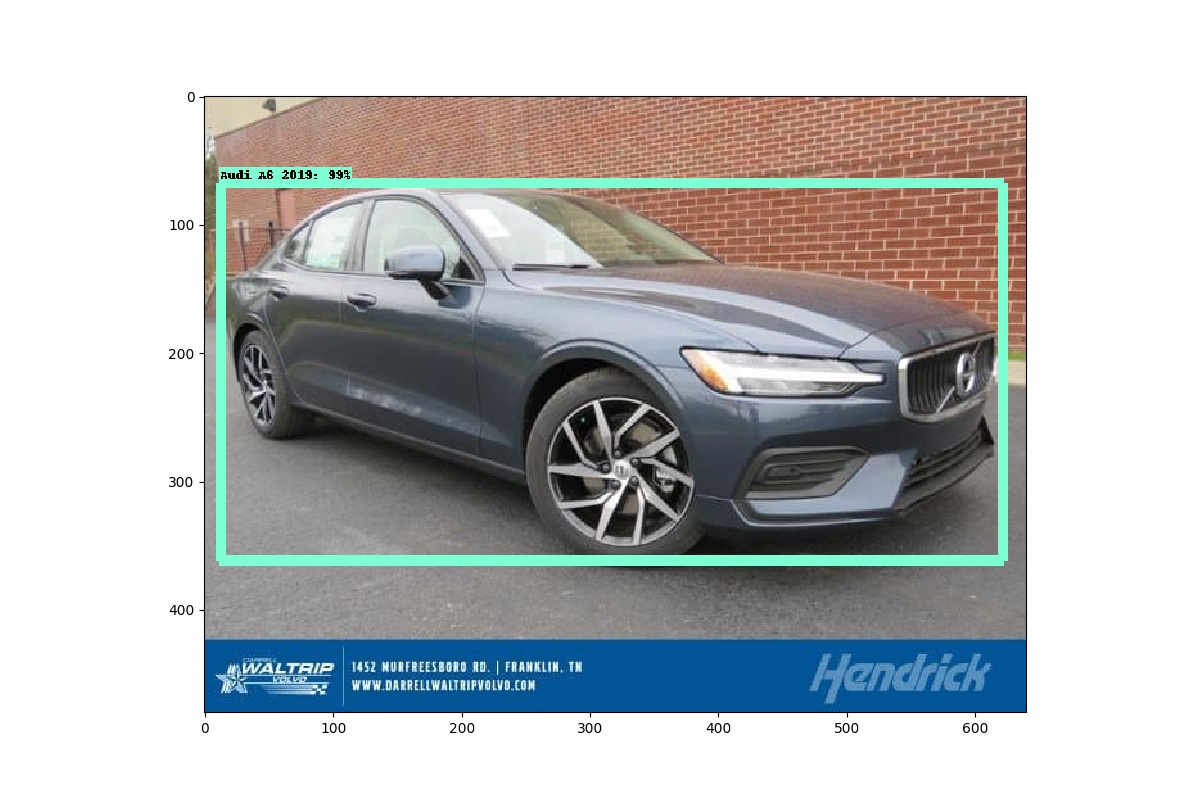 0
100
200
300
400
Audi A6 2019: 99%
DARRELL
WALTRIP
VOLVO
1452 MURFREESBORO RD. | FRANKLIN, TN
WWW.DARRELLWALTRIPVOLVO.COM
Hendrick
0 100 200 300 400 500 600